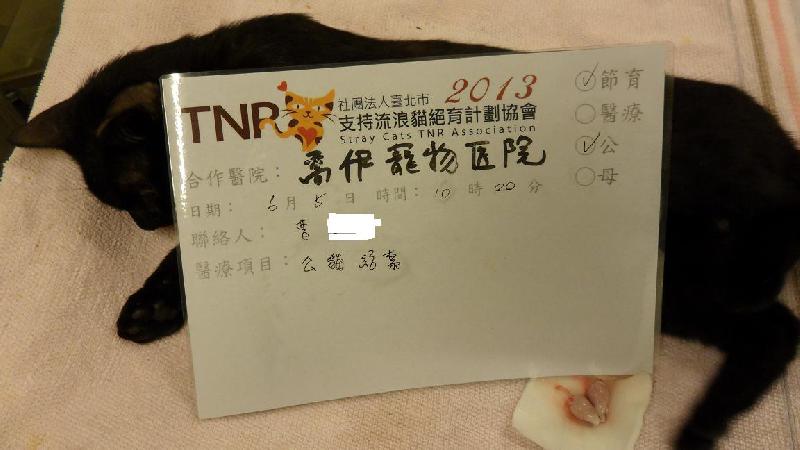 2013
TNR 社團法人臺北市
支持流浪貓絕育計劃協會
Stray Cats TNR Association
節育
醫療
公
母
合作醫院：喬伊寵物医院
日期： 6月 5日 時間： 10時 20分
聯絡人： 曹
醫療項目：公貓結紮